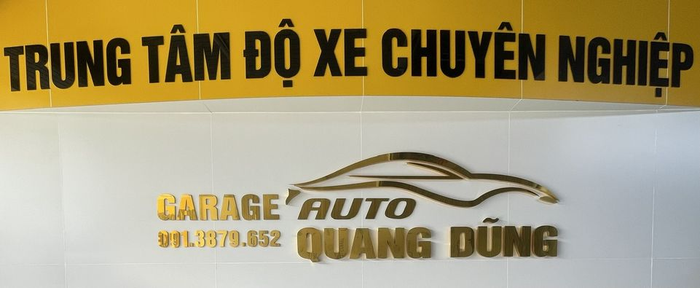 TRUNG TÂM ĐỘ XE CHUYÊN NGHIỆP
GARAGE AUTO
091.3879.652 QUANG DŨNG